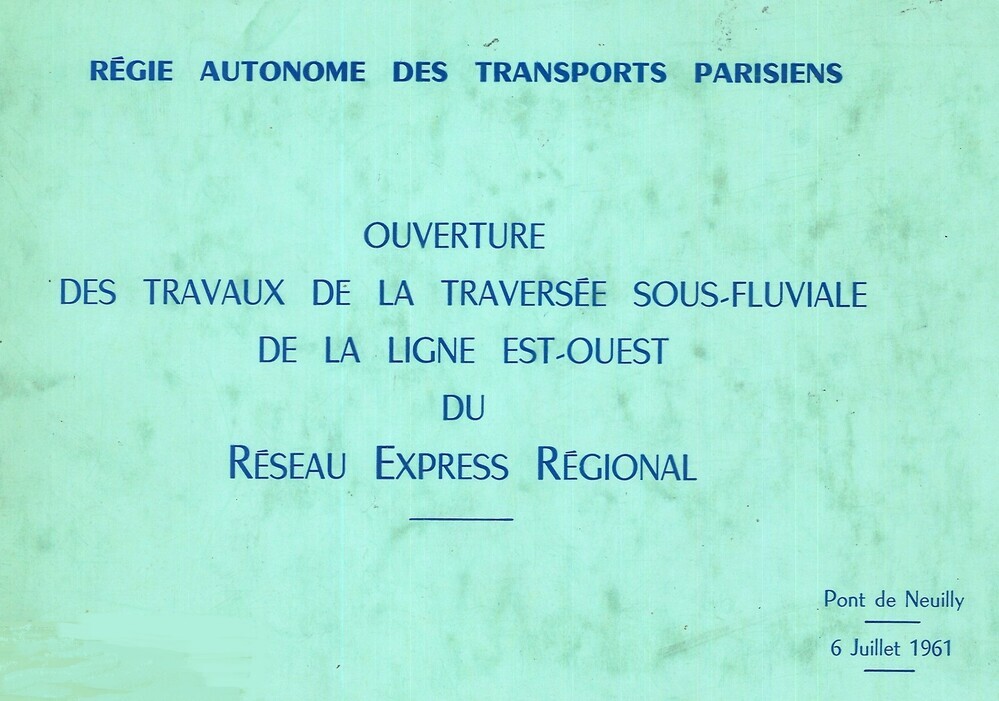 RÉGIE AUTONOME DES TRANSPORTS PARISIENS
OUVERTURE
DES TRAVAUX DE LA TRAVERSÉE SOUS-FLUVIALE
DE LA LIGNE EST-OUEST
DU
RÉSEAU EXPRESS RÉGIONAL
Pont de Neuilly
6 Juillet 1961